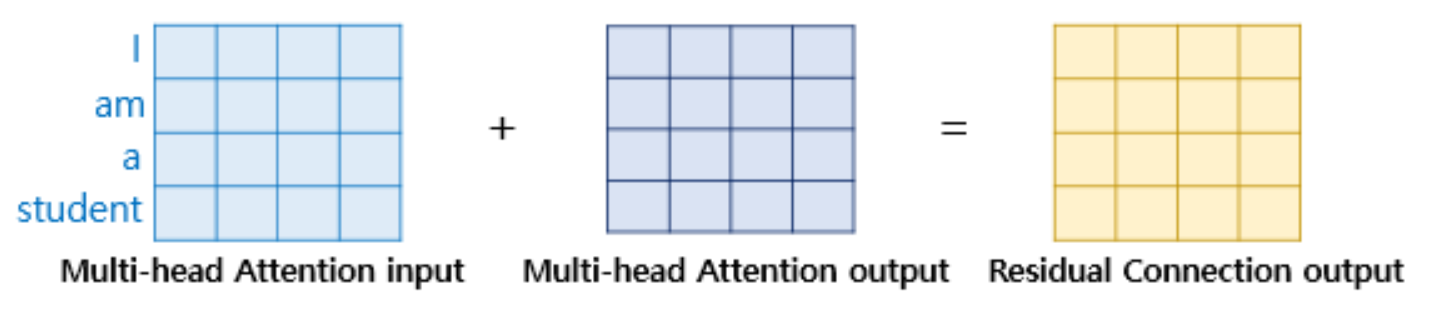 I
am
a
student
+
=
Multi-head Attention input
Multi-head Attention output
Residual Connection output